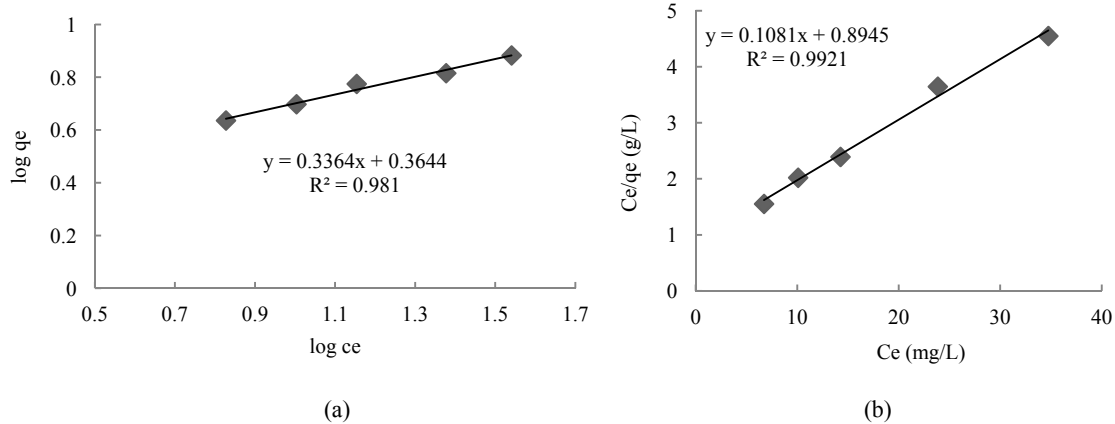 1
0.8
0.6
0.4
0.2
0
0.5
0.7
0.9
1.1
1.3
1.5
1.7
log qe
log ce
y = 0.3364x + 0.3644
R² = 0.981
(a)
5
4
3
2
1
0
0
10
20
30
40
Ce/qe (g/L)
Ce (mg/L)
y = 0.1081x + 0.8945
R² = 0.9921
(b)